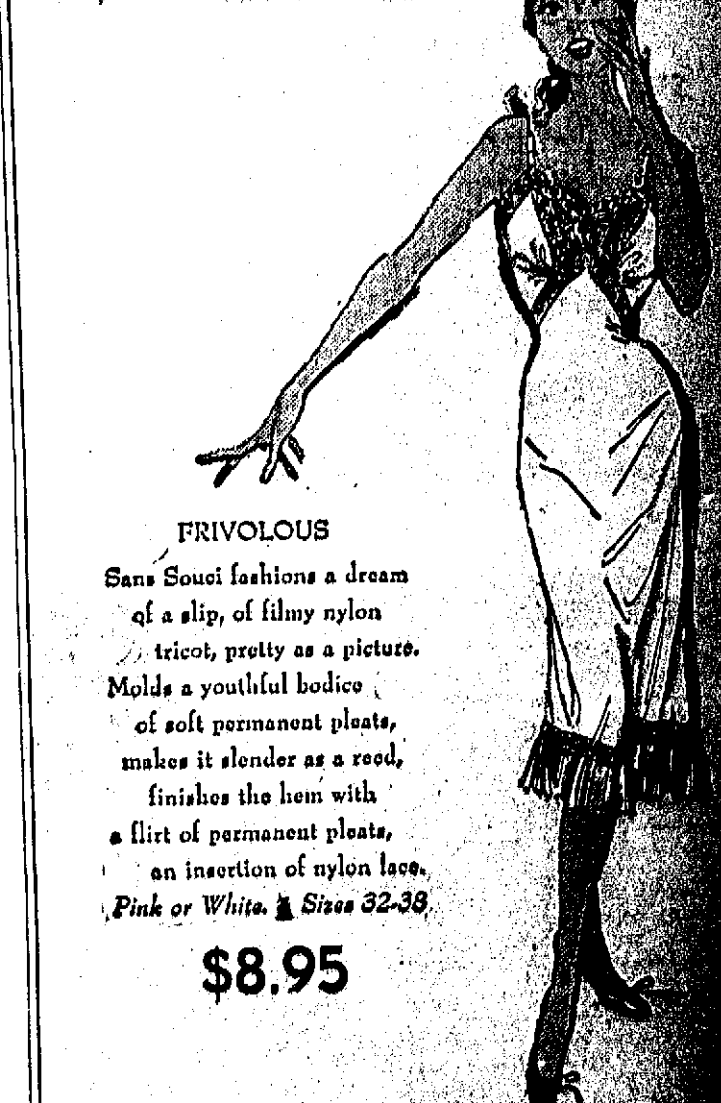 FRIVOLOUS
Sans Souci fashions a dream
of a slip, of filmy nylon
tricot, pretty as a picture.
Molds a youthful bodice
of soft permanent pleats,
makes it slender as a reed,
finishes the hem with
a flirt of permanent pleats,
an insertion of nylon lace.
Pink or White. Sizes 32-38.
$8.95